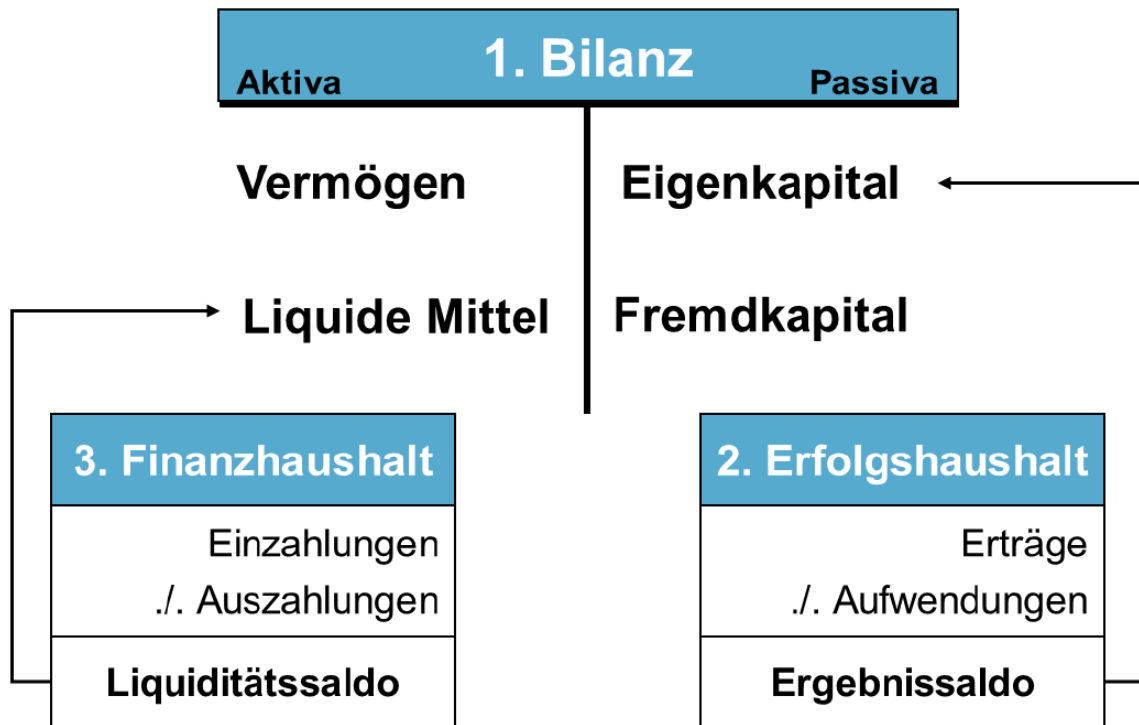 1. Bilanz
Aktiva Passiva
Vermögen Eigenkapital
Liquide Mittel Fremdkapital
3. Finanzhaushalt
Einzahlungen
./. Auszahlungen
Liquiditätssaldo
2. Erfolgshaushalt
Erträge
./. Aufwendungen
Ergebnissaldo